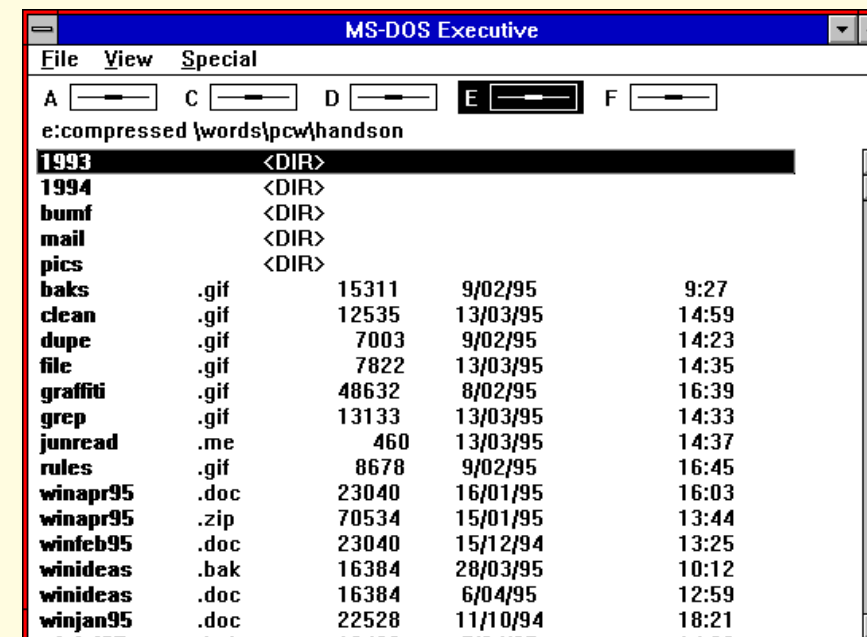 MS-DOS Executive
File View Special
A C D E F
e:compressed \words\pcw\handson
1993 <DIR>
1994 <DIR>
bumf <DIR>
mail <DIR>
pics <DIR>
baks .gif 15311 9/02/95 9:27
clean .gif 12535 13/03/95 14:59
dupe .gif 7003 9/02/95 14:23
file .gif 7822 13/03/95 14:35
graffiti .gif 48632 8/02/95 16:39
grep .gif 13133 13/03/95 14:33
junread .me 460 13/03/95 14:37
rules .gif 8678 9/02/95 16:45
winapr95 .doc 23040 16/01/95 16:03
winapr95 .zip 70534 15/01/95 13:44
winfeb95 .doc 23040 15/12/94 13:25
winideas .bak 16384 28/03/95 10:12
winideas .doc 16384 6/04/95 12:59
winjan95 .doc 22528 11/10/94 18:21